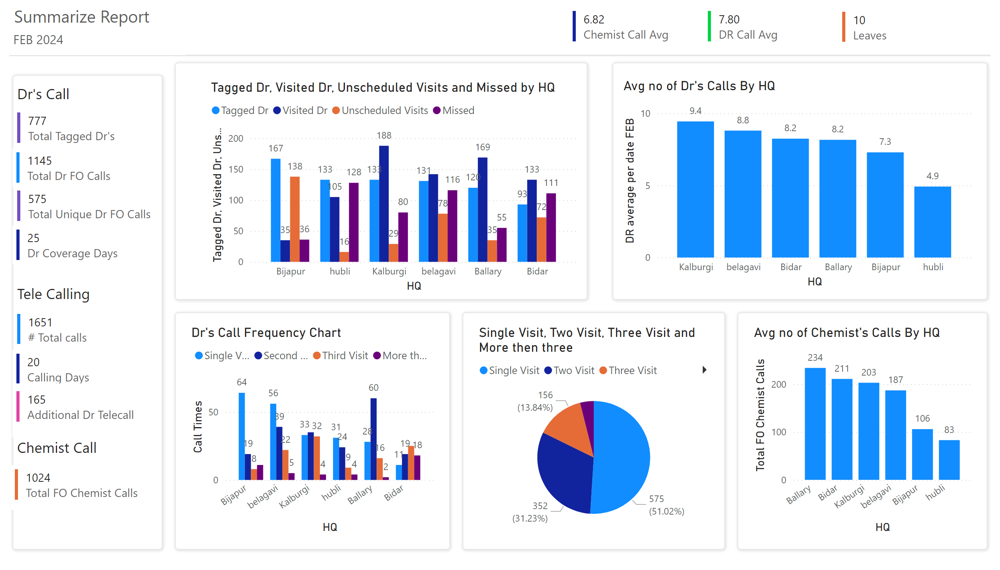 Summarize Report
FEB 2024
6.82
Chemist Call Avg
7.80
DR Call Avg
10
Leaves
Dr's Call
777
Total Tagged Dr's
1145
Total Dr FO Calls
575
Total Unique Dr FO Calls
25
Dr Coverage Days
Tele Calling
1651
# Total calls
20
Calling Days
165
Additional Dr Telecall
Chemist Call
1024
Total FO Chemist Calls
Tagged Dr, Visited Dr, Unscheduled Visits and Missed by HQ
Tagged Dr Visited Dr Unscheduled Visits Missed
Tagged Dr, Visited Dr, Uns...
200
150
100
50
0
167 35 138 36
133 105 16 128
133 188 29 80
131 78 116
120 169 35 55
93 133 72 111
Bijapur hubli Kalburgi belagavi Ballary Bidar
HQ
Avg no of Dr's Calls By HQ
DR average per date FEB
10
5
0
9.4 8.8 8.2 8.2 7.3 4.9
Kalburgi belagavi Bidar Ballary Bijapur hubli
HQ
Dr's Call Frequency Chart
Single V... Second ... Third Visit More th...
Call Times
50
0
64 19 8
56 39 22 5
33 32 4
31 24 9 4
28 60 16 2
11 19 18
Bijapur belagavi Kalburgi hubli Ballary Bidar
HQ
Single Visit, Two Visit, Three Visit and
More then three
Single Visit Two Visit Three Visit
156
(13.84%)
352
(31.23%)
575
(51.02%)
Avg no of Chemist's Calls By HQ
Total FO Chemist Calls
200
100
0
234 211 203 187 106 83
Ballary Bidar Kalburgi belagavi Bijapur hubli
HQ